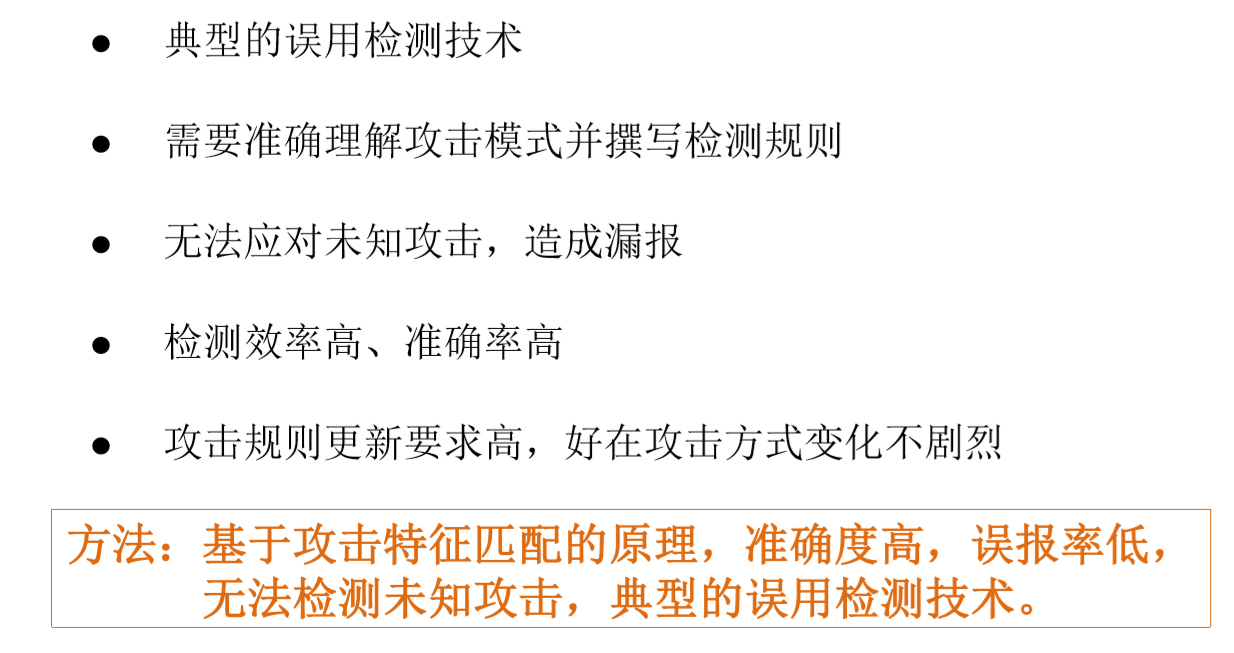 ● 典型的误用检测技术
● 需要准确理解攻击模式并撰写检测规则
● 无法应对未知攻击，造成漏报
● 检测效率高、准确率高
● 攻击规则更新要求高，好在攻击方式变化不剧烈
方法：基于攻击特征匹配的原理，准确度高，误报率低，
无法检测未知攻击，典型的误用检测技术。